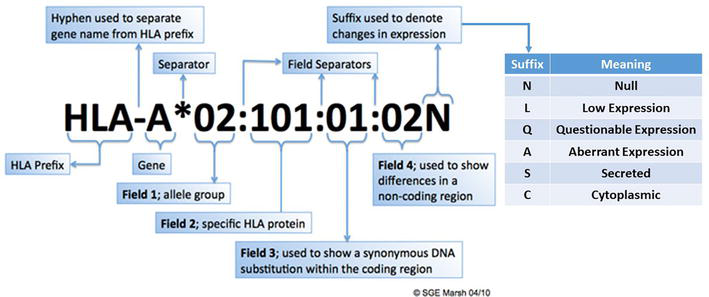 Hyphen used to separate
gene name from HLA prefix
Separator
Field Separators
Suffix used to denote
changes in expression
HLA-A*02:101:01:02N
HLA Prefix
Gene
Field 1; allele group
Field 2; specific HLA protein
Field 3; used to show a synonymous DNA
substitution within the coding region
Field 4; used to show
differences in a
non-coding region
Suffix Meaning
N Null
L Low Expression
Q Questionable Expression
A Aberrant Expression
S Secreted
C Cytoplasmic
© SGE Marsh 04/10